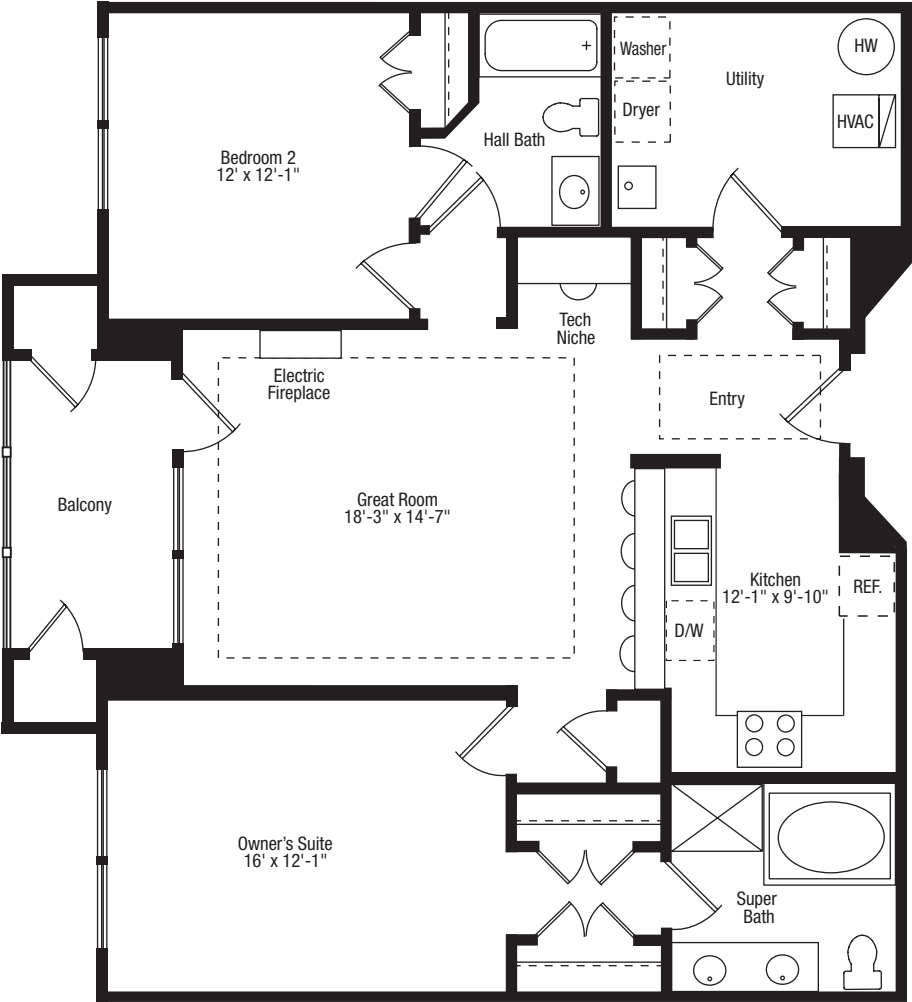 Washer
Utility
HW
Dryer
HVAC
Hall Bath
Bedroom 2
12' x 12'-1"
Tech
Niche
Electric
Fireplace
Entry
Balcony
Great Room
18'-3" x 14'-7"
Kitchen
12'-1" x 9'-10"
REF.
D/W
Owner's Suite
16' x 12'-1"
Super
Bath